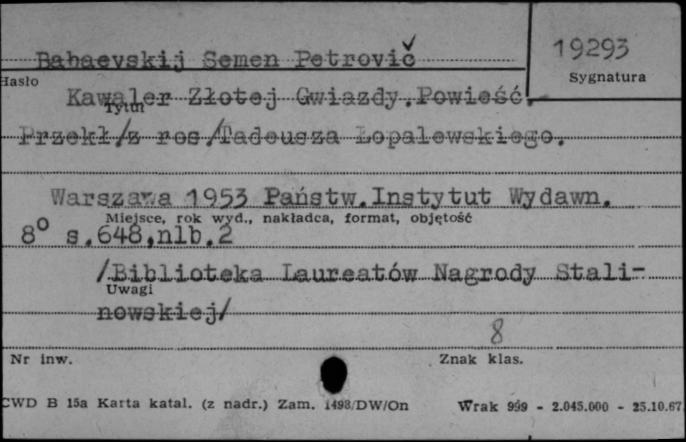 Babaevskij Semen Petrovič
19293
Hasło
Sygnatura
Kawaler Złotej Gwiazdy.Powieść.
Tytuł
Przekł/z ros/Tadeusza Łopalewskiego.
Warszawa 1953 Państw.Instytut Wydawn.
Miejsce, rok wyd., nakładca, format, objętość
8° s.648,nlb.2
/Biblioteka Laureatów Nagrody Stali-
Uwagi
nowskiej/
8
Nr inw.
Znak klas.
CWD B 15a Karta katal. (z nadr.) Zam. 1498/DW/On
Wrak 999 - 2.045.000 - 25.10.67